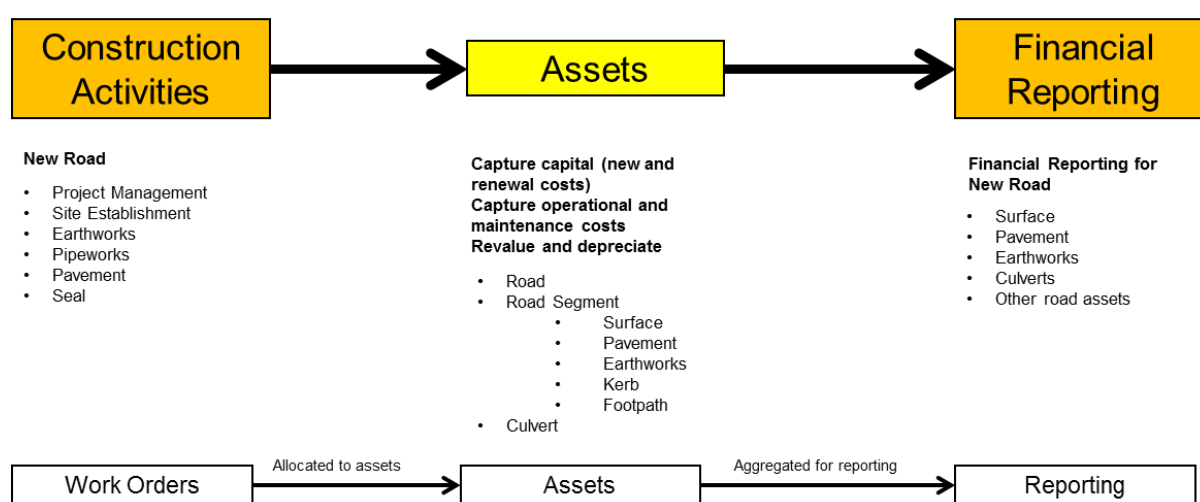 Construction
Activities
Assets
Financial
Reporting
New Road
• Project Management
• Site Establishment
• Earthworks
• Pipeworks
• Pavement
• Seal
Capture capital (new and
renewal costs)
Capture operational and
maintenance costs
Revalue and depreciate
• Road
• Road Segment
• Surface
• Pavement
• Earthworks
• Kerb
• Footpath
• Culvert
Financial Reporting for
New Road
• Surface
• Pavement
• Earthworks
• Culverts
• Other road assets
Work Orders
Allocated to assets
Assets
Aggregated for reporting
Reporting